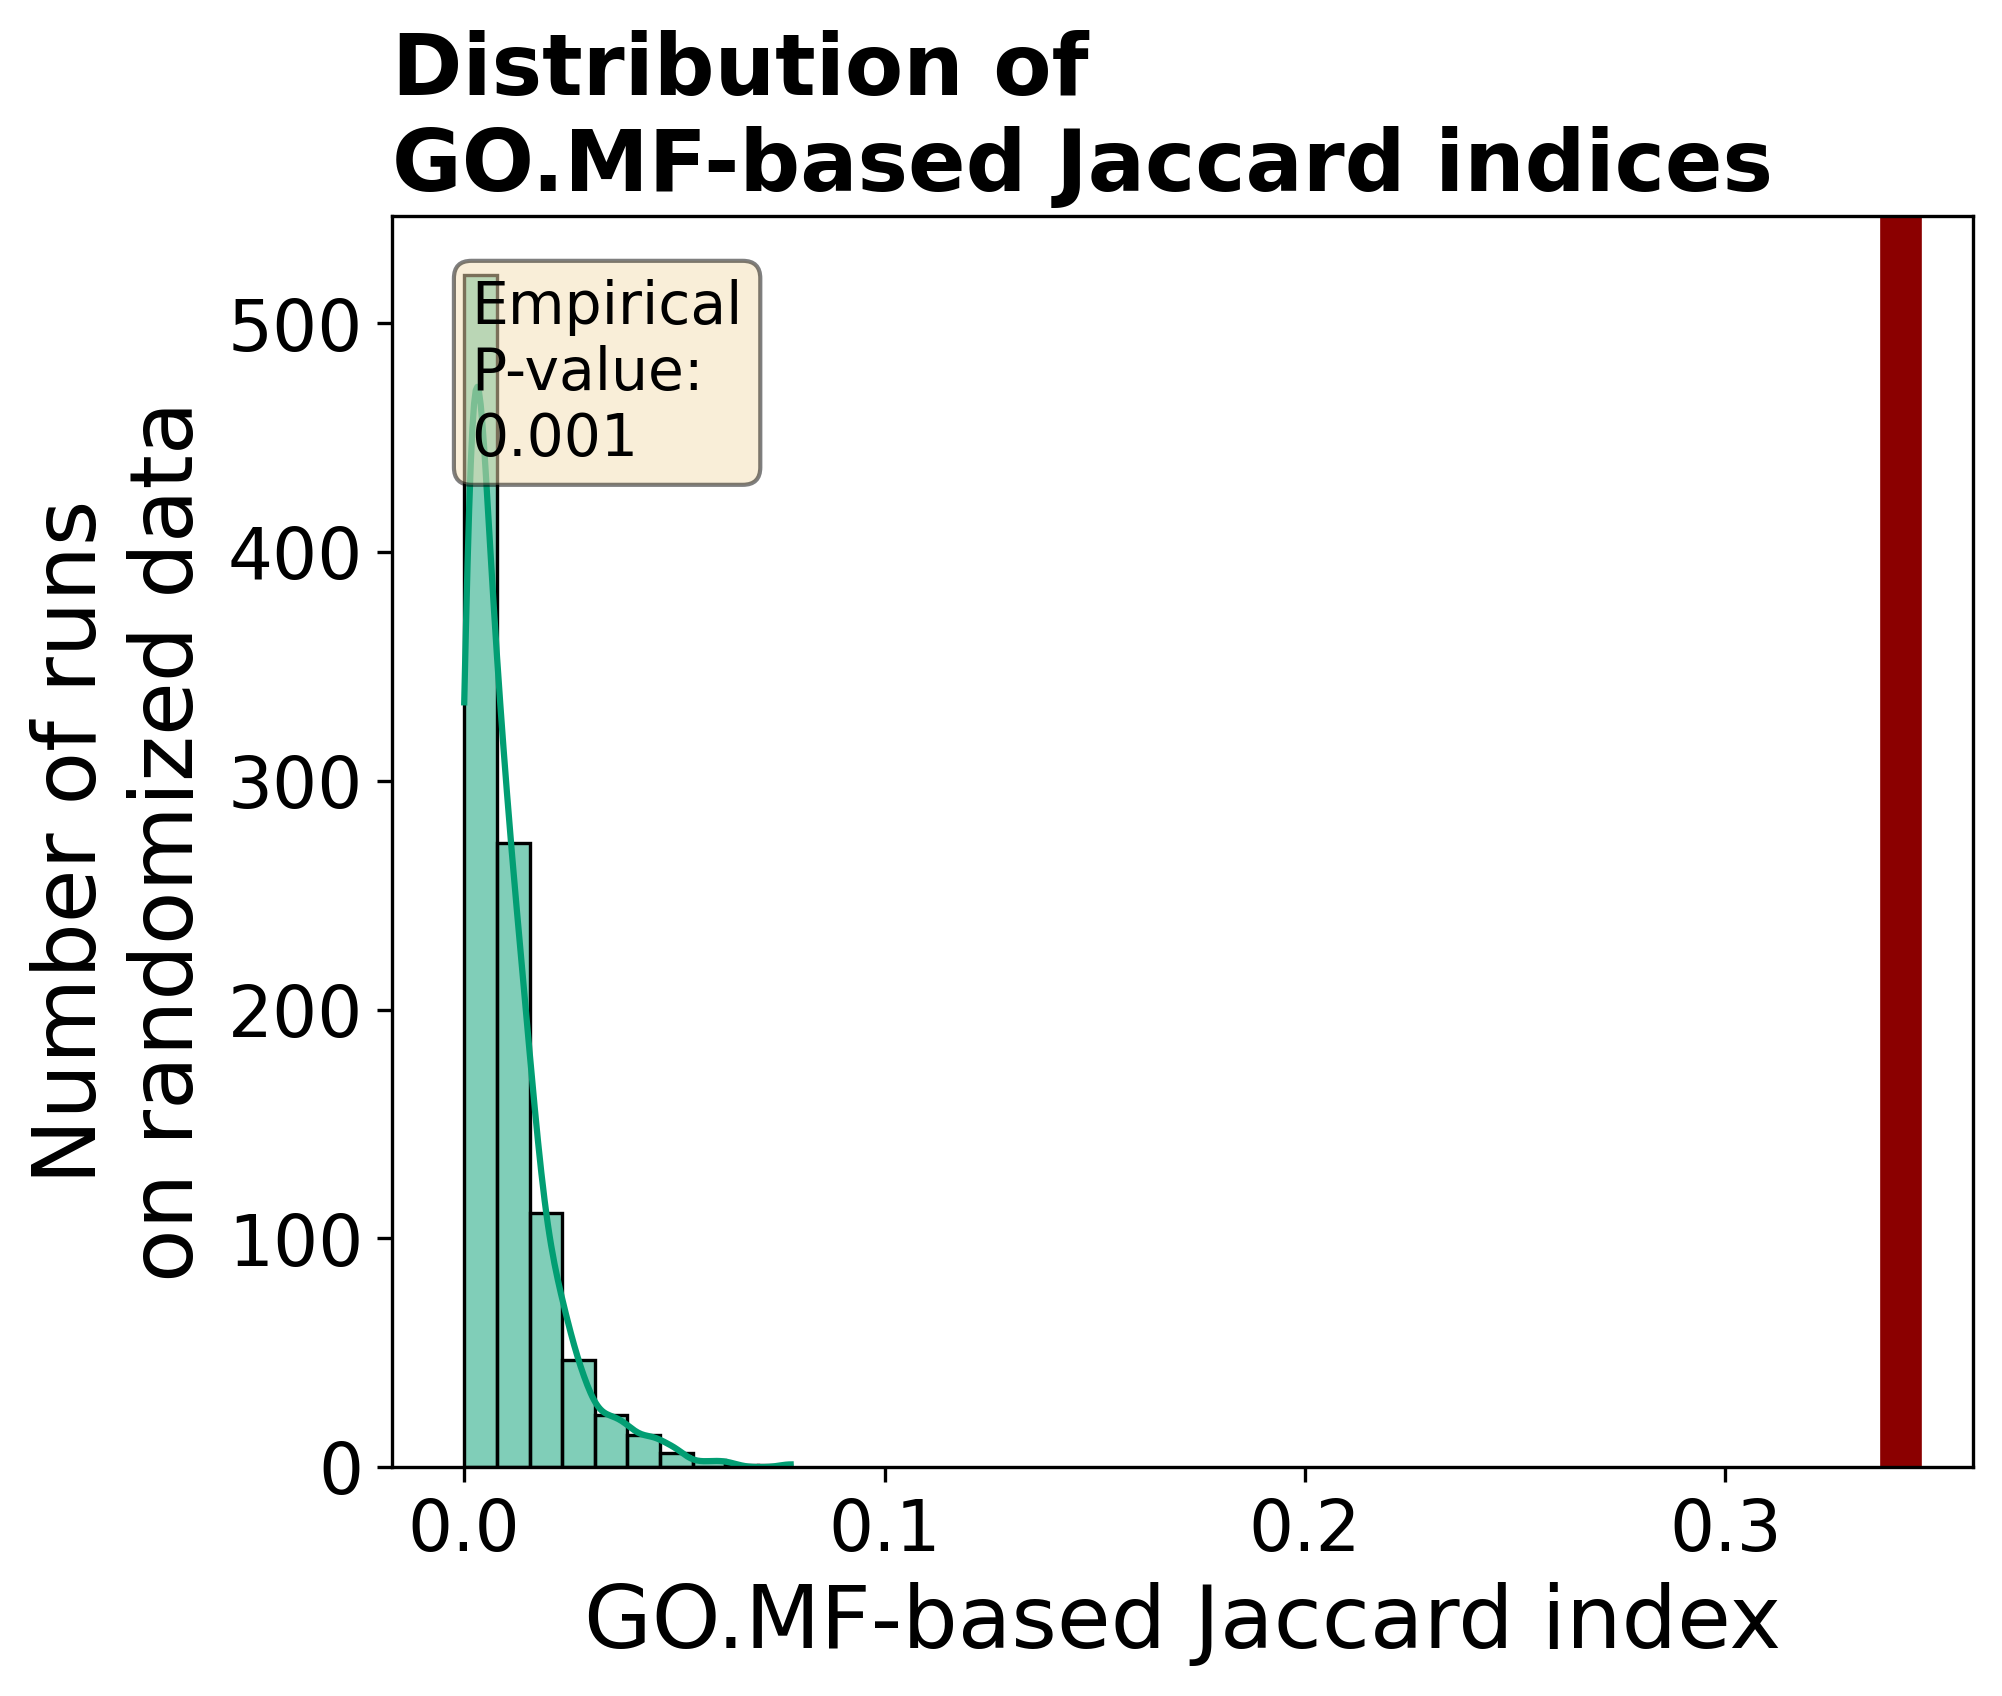 Distribution of
GO.MF-based Jaccard indices
Empirical
P-value:
0.001
500
400
300
200
100
0
Number of runs
on randomized data
0.0 0.1 0.2 0.3
GO.MF-based Jaccard index